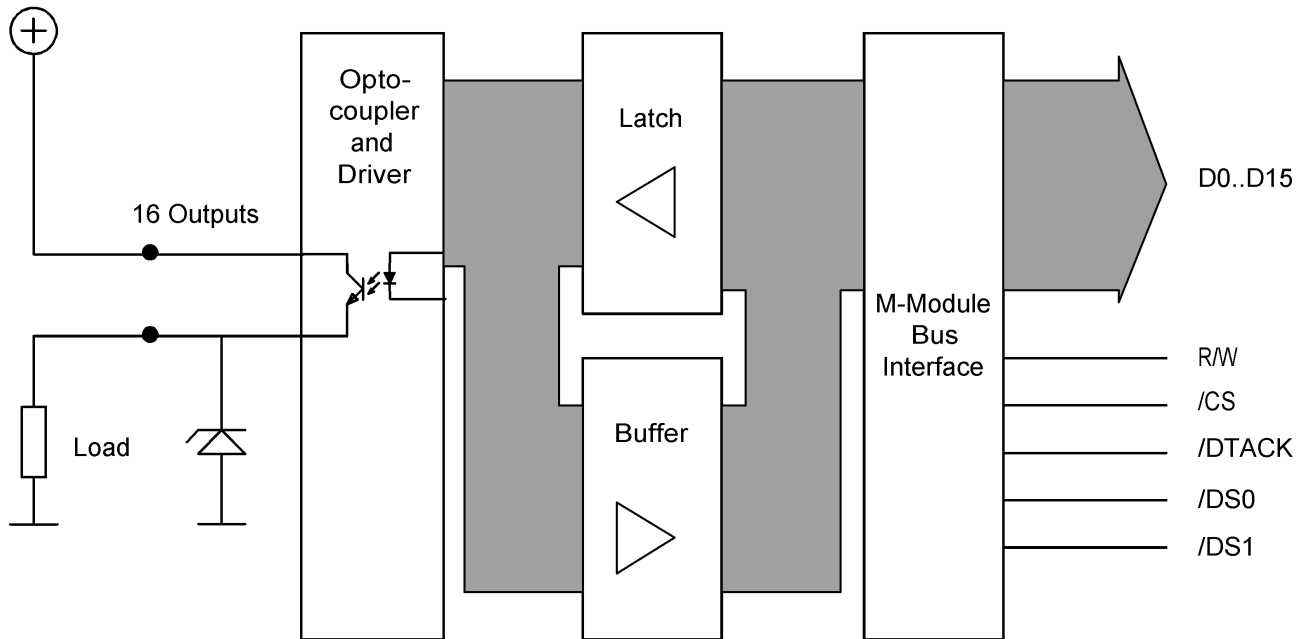 Opto-
coupler
and
Driver
Latch
D0..D15
16 Outputs
M-Module
Bus
Interface
R/W
/CS
Load
Buffer
/DTACK
/DS0
/DS1